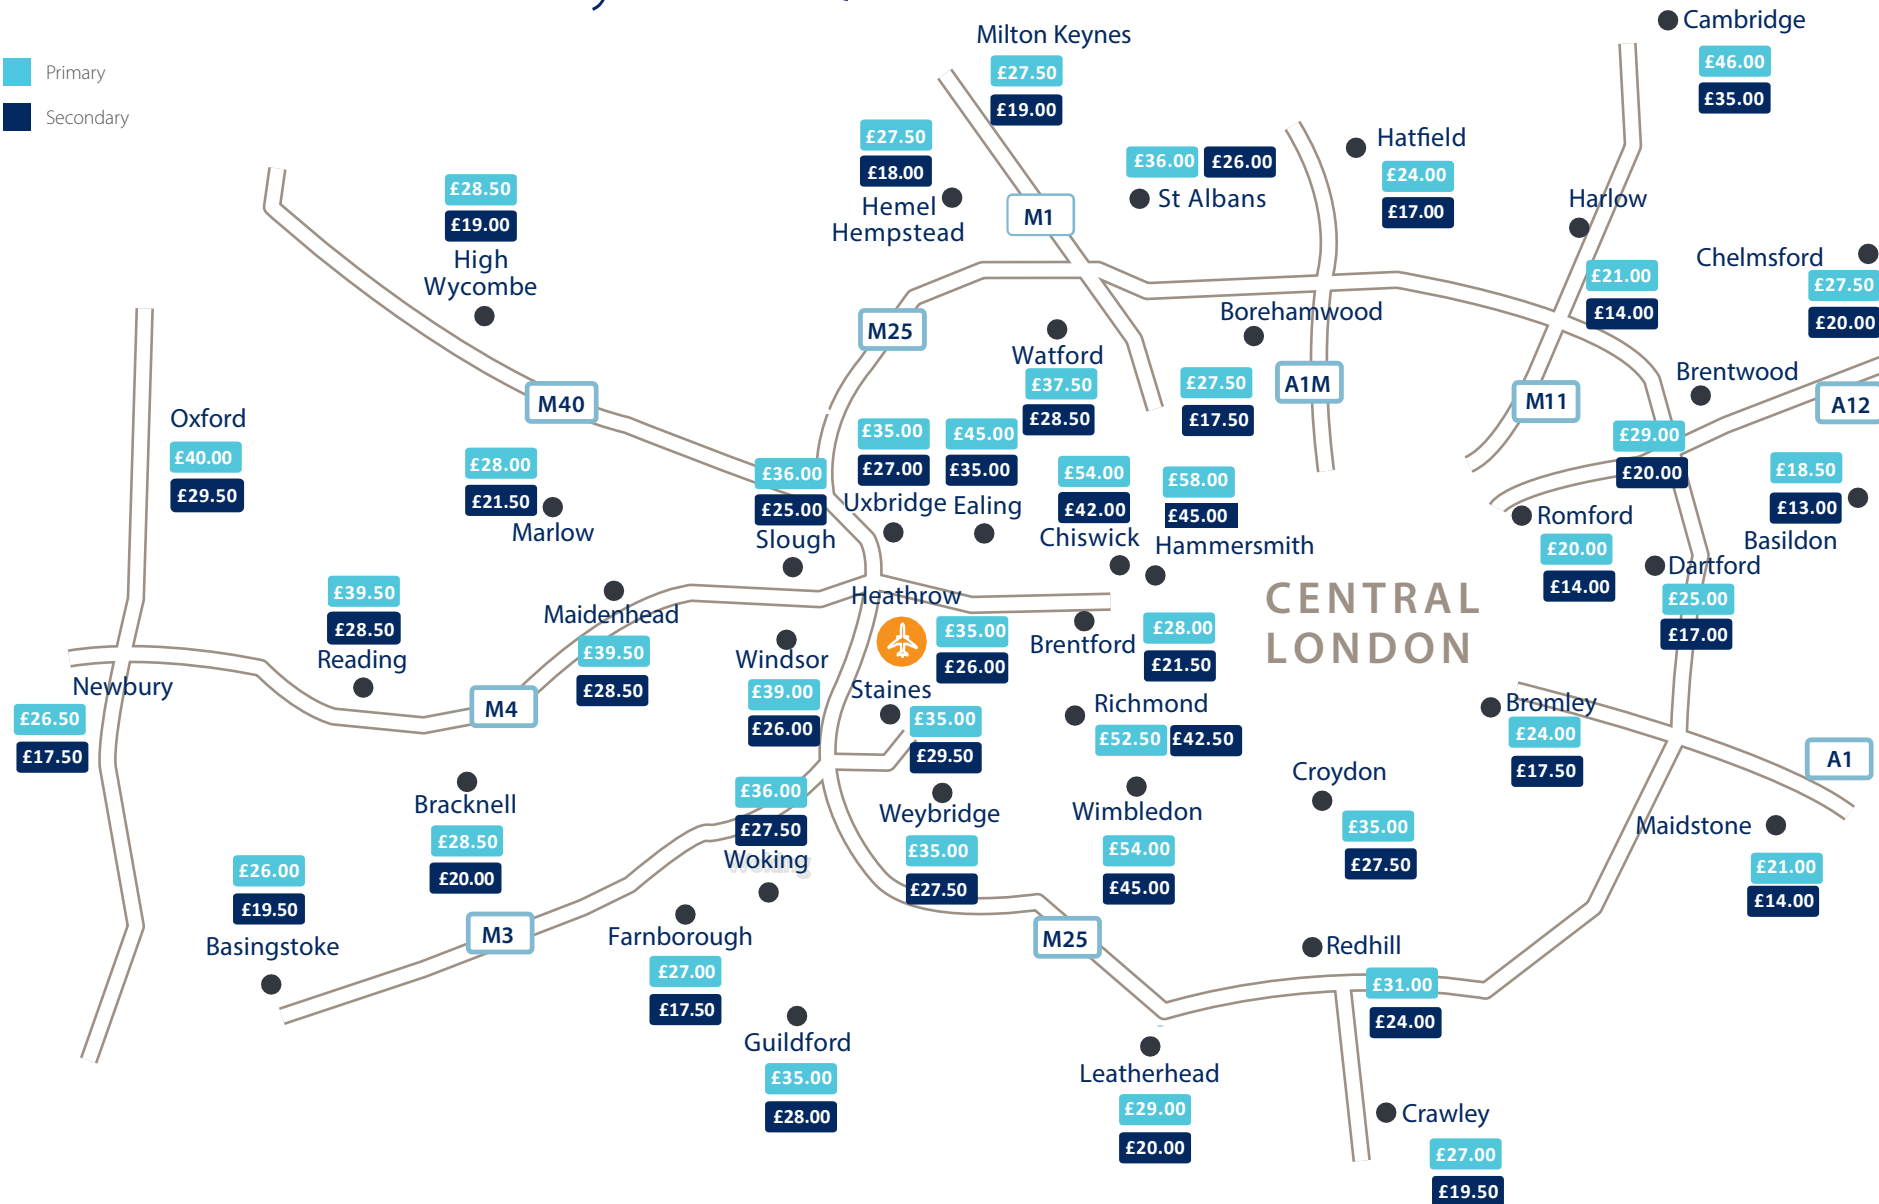 Primary
Secondary
Cambridge
£46.00
£35.00
Milton Keynes
£27.50
£19.00
£27.50
£18.00
Hemel
Hempstead
M1
£36.00 £26.00
St Albans
Hatfield
£24.00
£17.00
Harlow
£21.00
£14.00
Chelmsford
£27.50
£20.00
£28.50
£19.00
High
Wycombe
M25
Watford
£37.50
£28.50
Borehamwood
£27.50
£17.50
A1M
M11
Brentwood
A12
£29.00
£20.00
M40
Oxford
£40.00
£29.50
£28.00
£21.50
Marlow
£36.00
£25.00
Slough
£35.00
£27.00
Uxbridge
£45.00
£35.00
Ealing
£54.00
£42.00
Chiswick
£58.00
£45.00
Hammersmith
Romford
£20.00
£14.00
£18.50
£13.00
Basildon
Dartford
£25.00
£17.00
CENTRAL
LONDON
£39.50
£28.50
Reading
Maidenhead
£39.50
£28.50
Heathrow
£35.00
£26.00
Windsor
£39.00
£26.00
Brentford
£28.00
£21.50
Staines
£35.00
£29.50
Richmond
£52.50 £42.50
Newbury
£26.50
£17.50
M4
Bromley
£24.00
£17.50
A1
Bracknell
£28.50
£20.00
£36.00
£27.50
Woking
Weybridge
£35.00
£27.50
Wimbledon
£54.00
£45.00
Croydon
£35.00
£27.50
Maidstone
£21.00
£14.00
£26.00
£19.50
Basingstoke
M3
Farnborough
£27.00
£17.50
M25
Redhill
£31.00
£24.00
Guildford
£35.00
£28.00
Leatherhead
£29.00
£20.00
Crawley
£27.00
£19.50